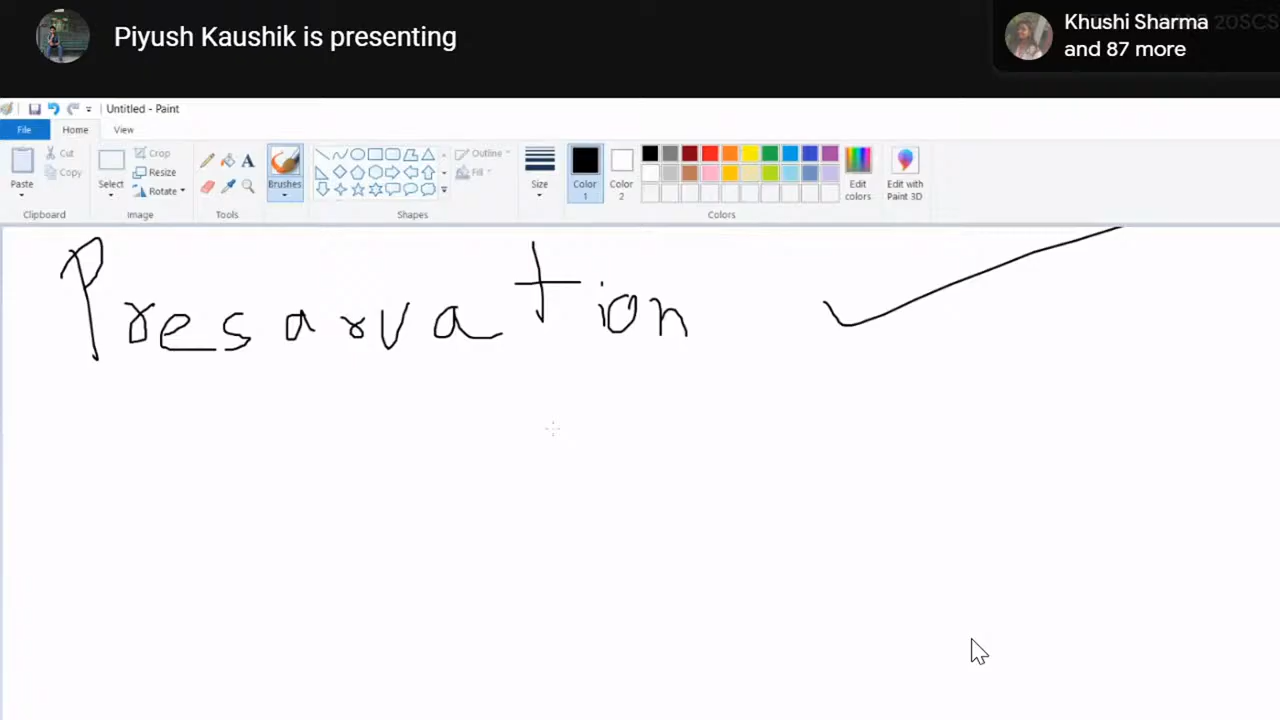 Piyush Kaushik is presenting
Khushi Sharma 20SCS
and 87 more
Untitled - Paint
File Home View
Paste
Cut
Copy
Clipboard
Select
Crop
Resize
Rotate
Image
A
Tools
Brushes
Outline
Fill
Shapes
Size
Color
1
Color
2
Edit
colors
Edit with
Paint 3D
Colors
Presarvation